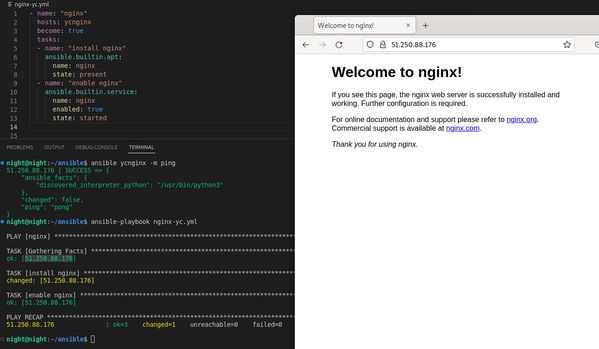 nginx-yc.yml
1 - name: "nginx"
2 hosts: ycnginx
3 become: true
4 tasks:
5 - name: "install nginx"
6 ansible.builtin.apt:
7 name: nginx
8 state: present
9 - name: "enable nginx"
10 ansible.builtin.service:
11 name: nginx
12 enabled: true
13 state: started
14
15
PROBLEMS OUTPUT DEBUG CONSOLE TERMINAL
night@night:~/ansible$ ansible ycnginx -m ping
51.250.88.176 | SUCCESS => {
"ansible_facts": {
"discovered_interpreter_python": "/usr/bin/python3"
},
"changed": false,
"ping": "pong"
}
night@night:~/ansible$ ansible-playbook nginx-yc.yml
PLAY [nginx] ****************************************************************
TASK [Gathering Facts] ******************************************************
ok: [51.250.88.176]
TASK [install nginx] ********************************************************
changed: [51.250.88.176]
TASK [enable nginx] *********************************************************
ok: [51.250.88.176]
PLAY RECAP ******************************************************************
51.250.88.176 : ok=3 changed=1 unreachable=0 failed=0
night@night:~/ansible$
Welcome to nginx!
51.250.88.176
Welcome to nginx!
If you see this page, the nginx web server is successfully installed and
working. Further configuration is required.
For online documentation and support please refer to nginx.org.
Commercial support is available at nginx.com.
Thank you for using nginx.